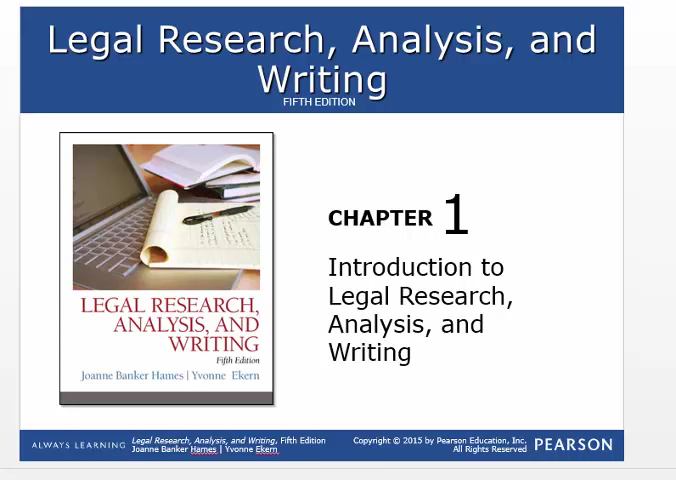 Legal Research, Analysis, and
Writing
FIFTH EDITION
LEGAL RESEARCH,
ANALYSIS, AND
WRITING
Fifth Edition
Joanne Banker Hames | Yvonne Ekern
CHAPTER 1
Introduction to
Legal Research,
Analysis, and
Writing
ALWAYS LEARNING
Legal Research, Analysis, and Writing, Fifth Edition
Joanne Banker Hames | Yvonne Ekern
Copyright © 2015 by Pearson Education, Inc.
All Rights Reserved
PEARSON